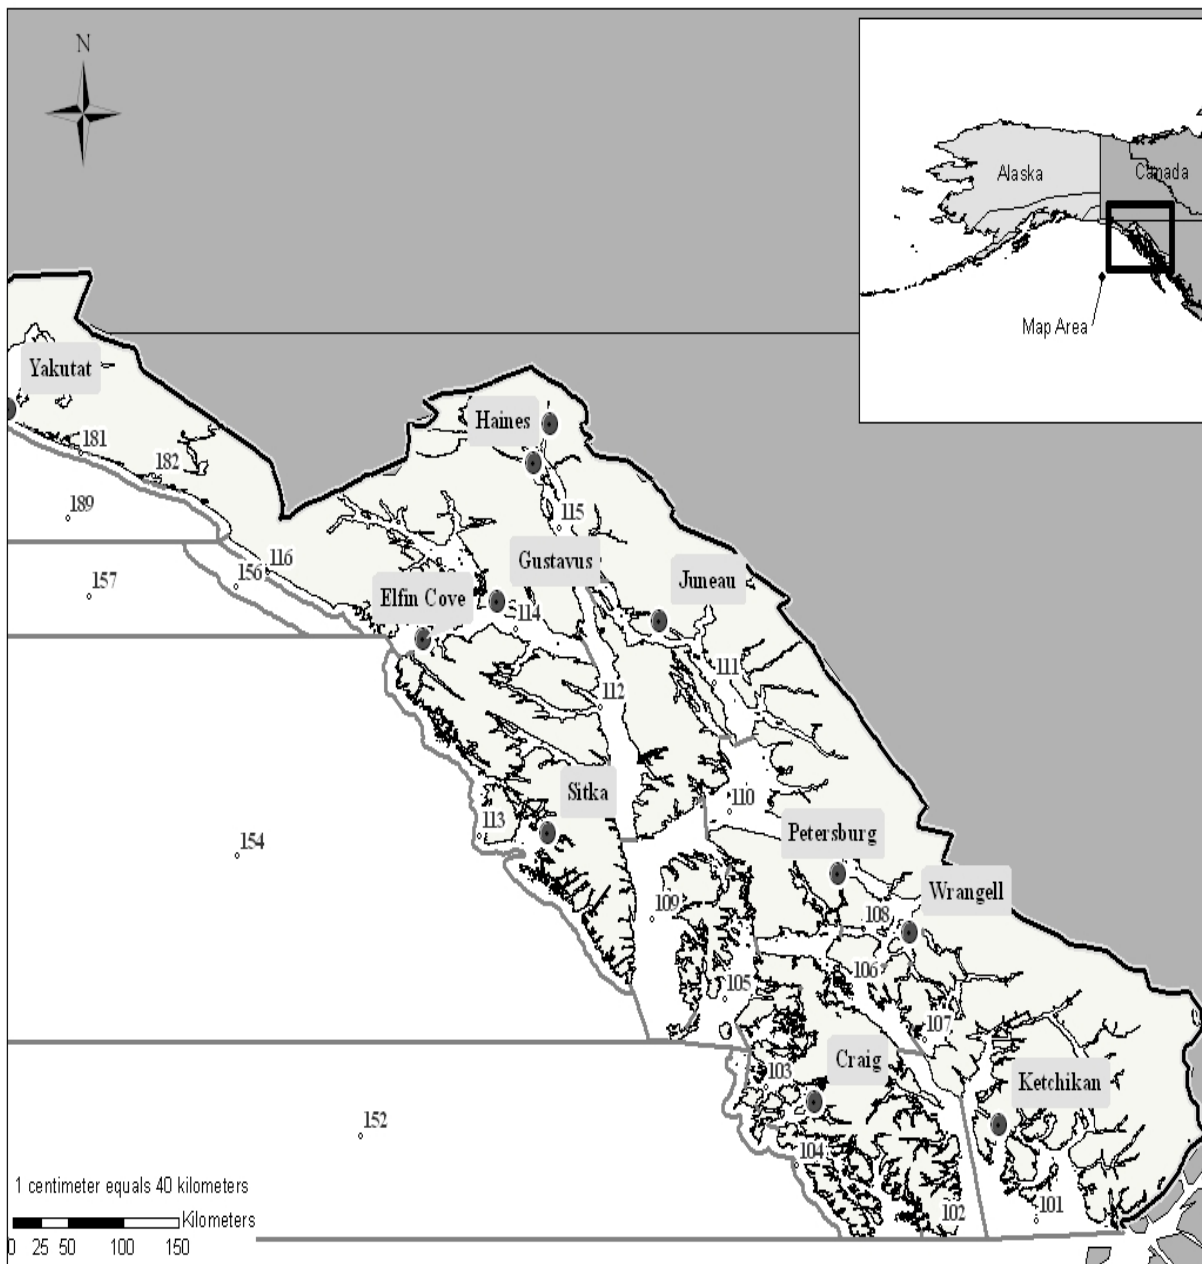 N
Alaska
Canada
Map Area
Yakutat
181
182
189
157
156
116
Haines
115
Gustavus
Juneau
Elfin Cove
114
111
112
Sitka
113
110
154
Petersburg
Wrangell
109
108
106
105
107
103
Craig
Ketchikan
152
104
102
101
1 centimeter equals 40 kilometers
Kilometers
0 25 50 100 150